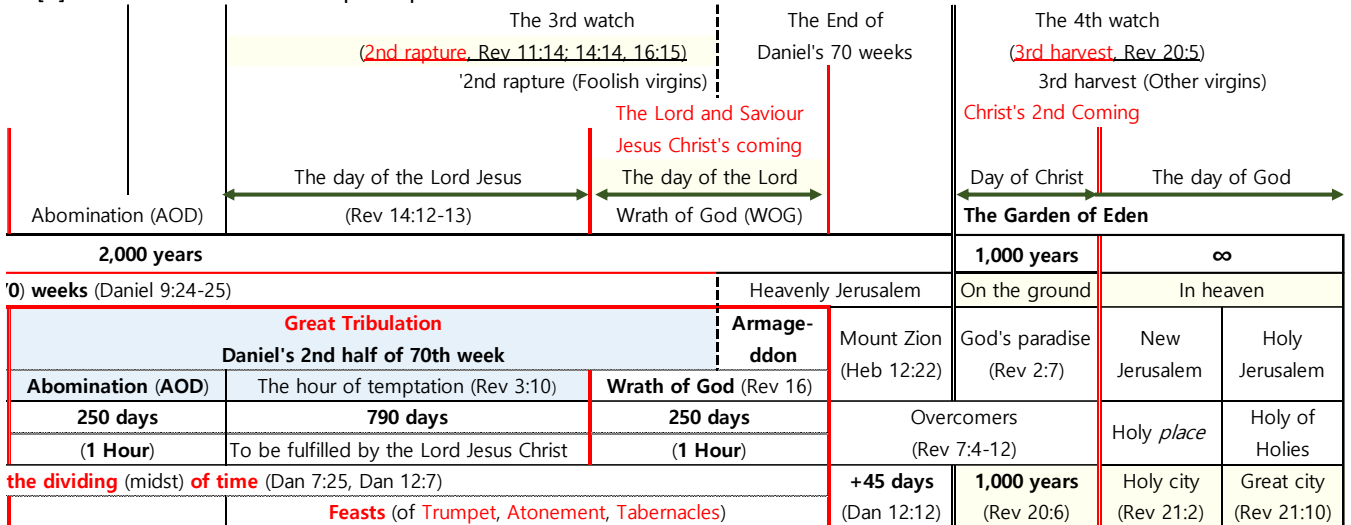 The 3rd watch The End of The 4th watch
(2nd rapture, Rev 11:14; 14:14, 16:15) Daniel's 70 weeks (3rd harvest, Rev 20:5)
'2nd rapture (Foolish virgins) 3rd harvest (Other virgins)
The Lord and Saviour Christ's 2nd Coming
Jesus Christ's coming
The day of the Lord Jesus The day of the Lord Day of Christ The day of God
Abomination (AOD) (Rev 14:12-13) Wrath of God (WOG) The Garden of Eden
2,000 years 1,000 years ∞
0) weeks (Daniel 9:24-25) Heavenly Jerusalem On the ground In heaven
Great Tribulation Armage-
Daniel's 2nd half of 70th week ddon
Mount Zion God's paradise New Holy
(Heb 12:22) (Rev 2:7) Jerusalem Jerusalem
Abomination (AOD) The hour of temptation (Rev 3:10) Wrath of God (Rev 16)
250 days 790 days 250 days
(1 Hour) To be fulfilled by the Lord Jesus Christ (1 Hour)
Overcomers
(Rev 7:4-12)
Holy place
Holy of
Holies
the dividing (midst) of time (Dan 7:25, Dan 12:7) +45 days 1,000 years Holy city Great city
Feasts (of Trumpet, Atonement, Tabernacles) (Dan 12:12) (Rev 20:6) (Rev 21:2) (Rev 21:10)